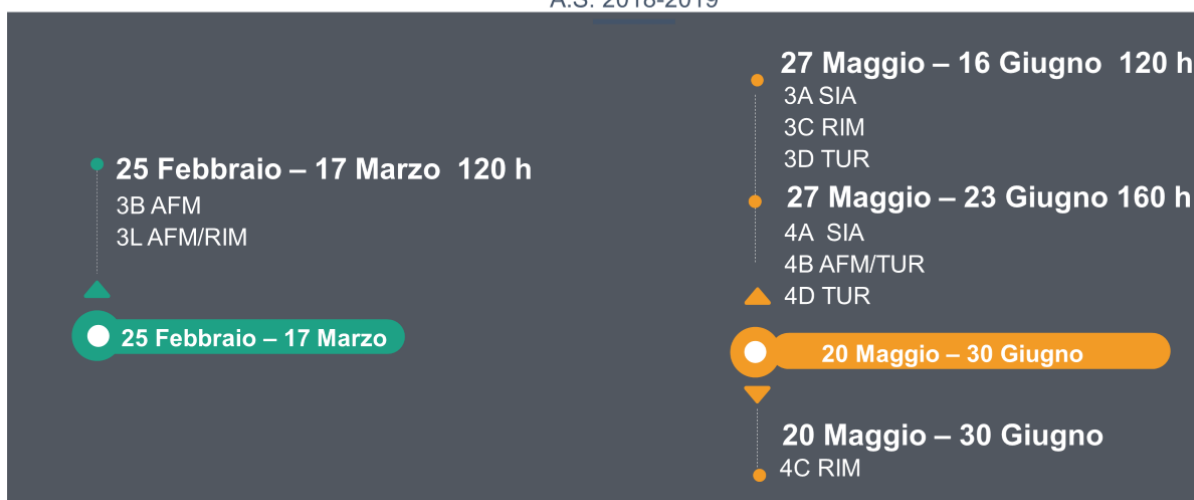 A.S. 2018-2019
25 Febbraio – 17 Marzo 120 h
3B AFM
3L AFM/RIM
25 Febbraio – 17 Marzo
27 Maggio – 16 Giugno 120 h
3A SIA
3C RIM
3D TUR
27 Maggio – 23 Giugno 160 h
4A SIA
4B AFM/TUR
4D TUR
20 Maggio – 30 Giugno
20 Maggio – 30 Giugno
4C RIM